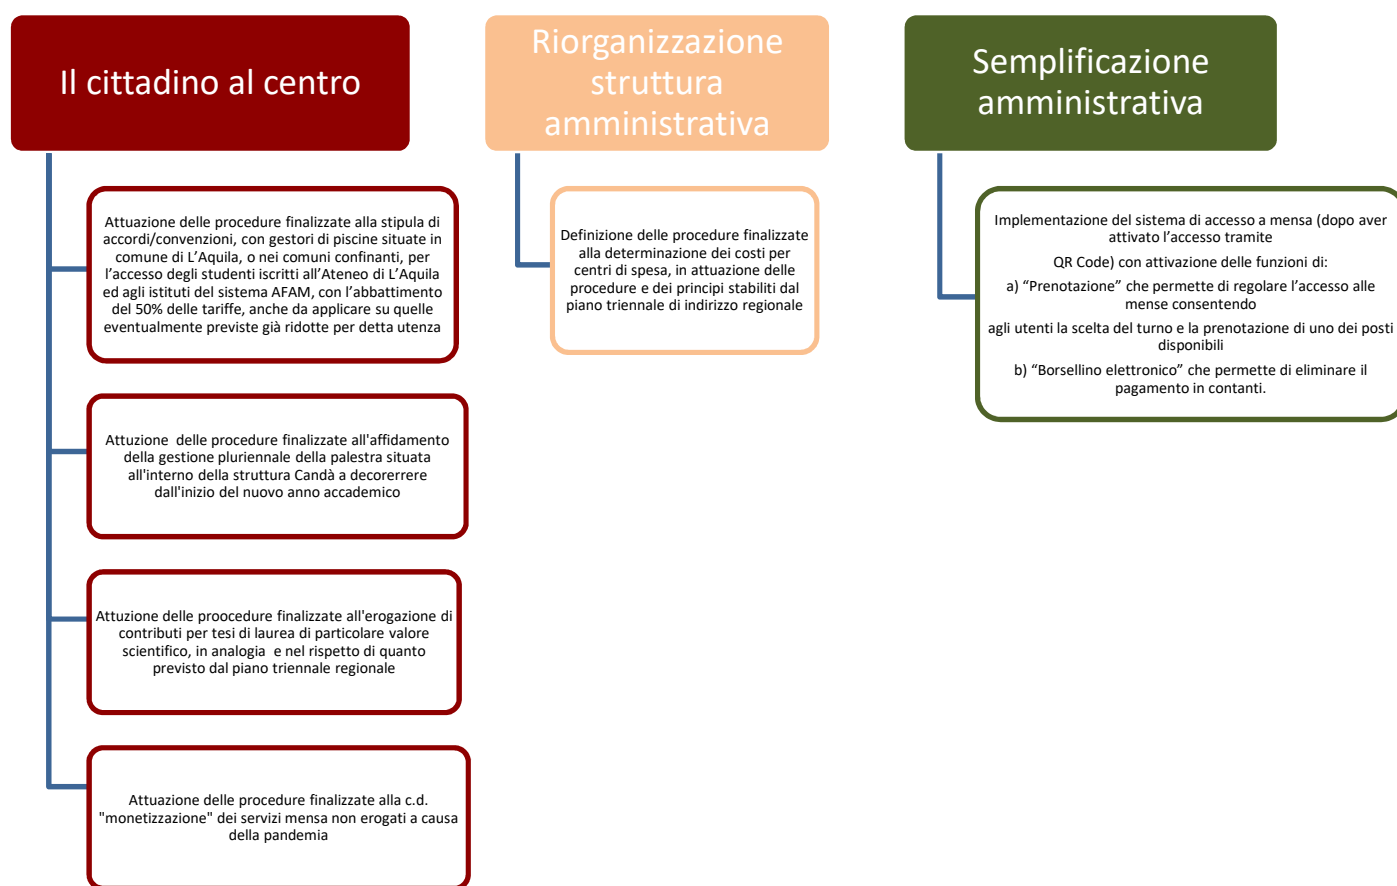 Il cittadino al centro
Attuazione delle procedure finalizzate alla stipula di
accordi/convenzioni, con gestori di piscine situate in
comune di L’Aquila, o nei comuni confinanti, per
l’accesso degli studenti iscritti all’Ateneo di L’Aquila
ed agli istituti del sistema AFAM, con l’abbattimento
del 50% delle tariffe, anche da applicare su quelle
eventualmente previste già ridotte per detta utenza
Attuzione  delle procedure finalizzate all'affidamento
della gestione pluriennale della palestra situata
all'interno della struttura Candà a decorerrere
dall'inizio del nuovo anno accademico
Attuzione delle proocedure finalizzate all'erogazione di
contributi per tesi di laurea di particolare valore
scientifico, in analogia  e nel rispetto di quanto
previsto dal piano triennale regionale
Attuazione delle procedure finalizzate alla c.d.
"monetizzazione" dei servizi mensa non erogati a causa
della pandemia
Riorganizzazione
struttura
amministrativa
Definizione delle procedure finalizzate
alla determinazione dei costi per
centri di spesa, in attuazione delle
procedure e dei principi stabiliti dal
piano triennale di indirizzo regionale
Semplificazione
amministrativa
Implementazione del sistema di accesso a mensa (dopo aver
attivato l’accesso tramite
QR Code) con attivazione delle funzioni di:
a) “Prenotazione” che permette di regolare l’accesso alle
mense consentendo
agli utenti la scelta del turno e la prenotazione di uno dei posti
disponibili
b) “Borsellino elettronico” che permette di eliminare il
pagamento in contanti.